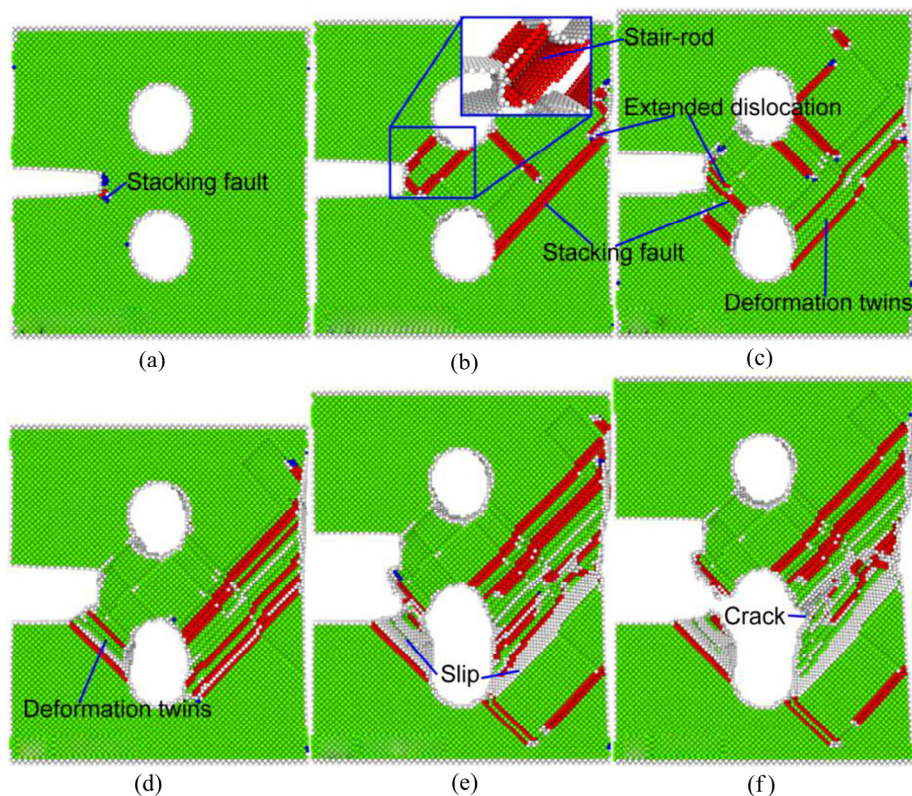 Stacking fault
(a)
Stair-rod
Extended dislocation
Stacking fault
(b)
Deformation twins
(c)
Deformation twins
(d)
Slip
(e)
Crack
(f)